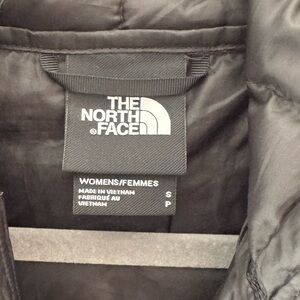 THE
NORTH
FACE
®
WOMENS/FEMMES
MADE IN VIETNAM S
FABRIQUÉ AU P
VIETNAM